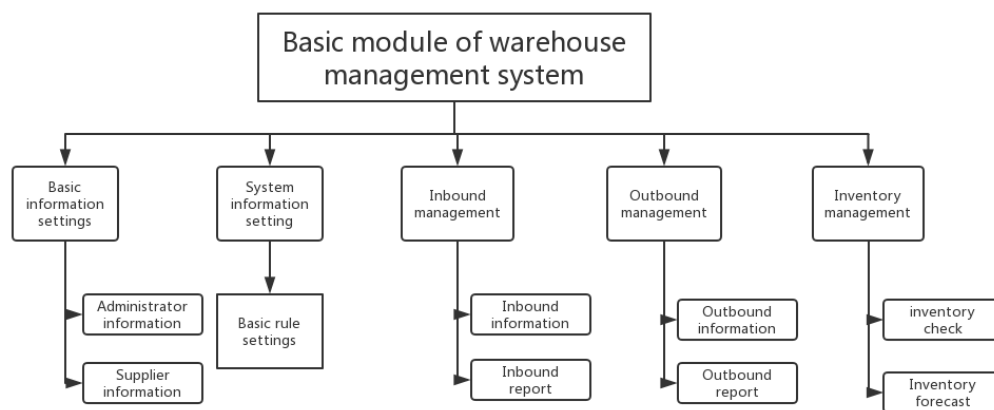 Basic module of warehouse
management system
Basic
information
settings
System
information
setting
Inbound
management
Outbound
management
Inventory
management
Administrator
information
Supplier
information
Basic rule
settings
Inbound
information
Inbound
report
Outbound
information
Outbound
report
inventory
check
Inventory
forecast